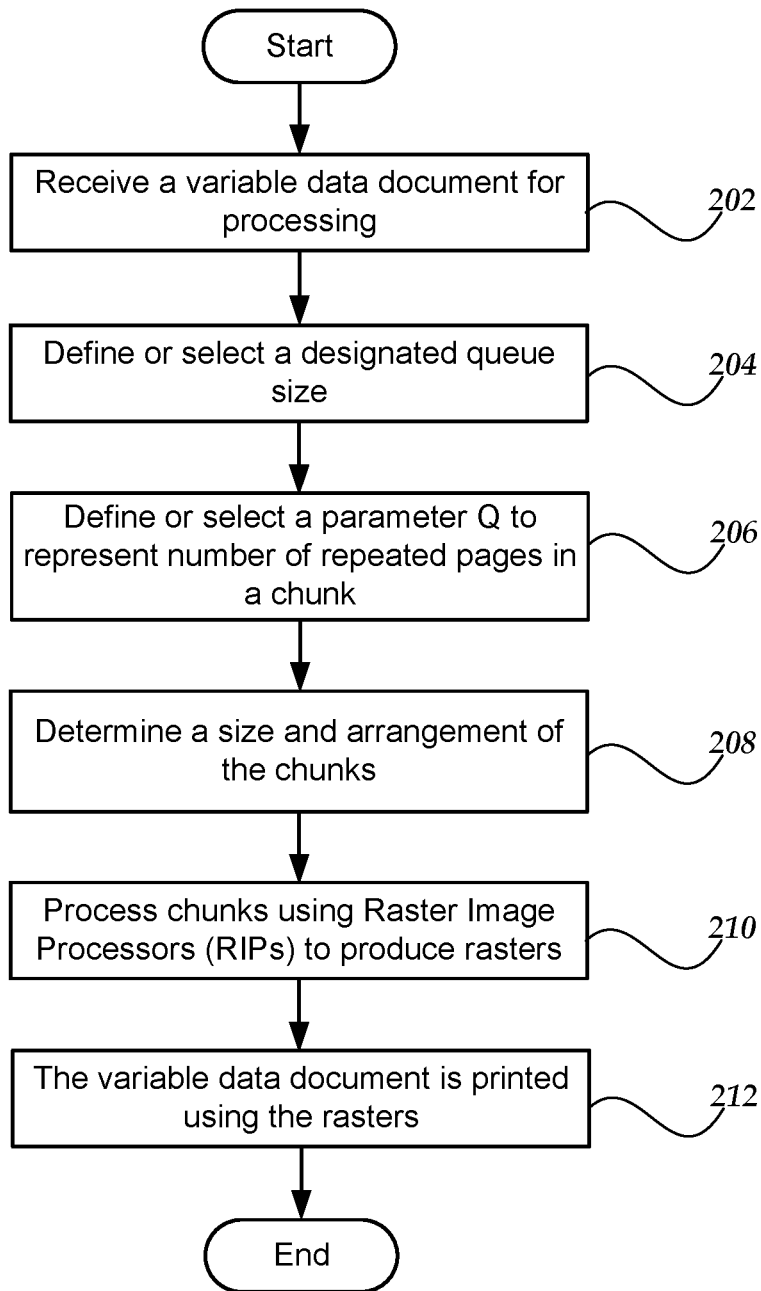 Start
Receive a variable data document for
processing
202
Define or select a designated queue
size
204
Define or select a parameter Q to
represent number of repeated pages in
a chunk
206
Determine a size and arrangement of
the chunks
208
Process chunks using Raster Image
Processors (RIPs) to produce rasters
210
The variable data document is printed
using the rasters
212
End